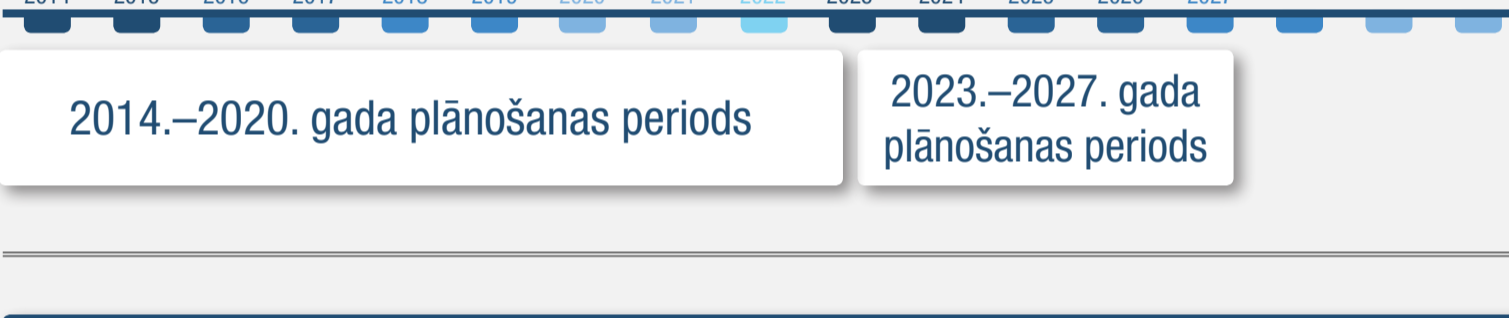 2014.–2020. gada plānošanas periods
2023.–2027. gada
plānošanas periods